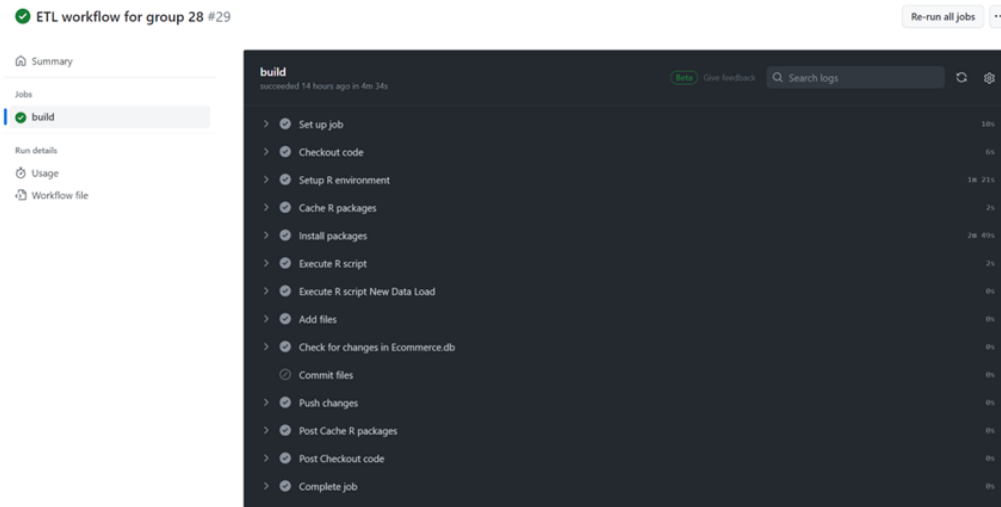 ETL workflow for group 28 #29
Re-run all jobs
Summary
Jobs
build
Run details
Usage
Workflow file
build
succeeded 14 hours ago in 4m 34s
Beta Give feedback
Search logs
Set up job 10s
Checkout code 6s
Setup R environment 1m 21s
Cache R packages 2s
Install packages 2m 49s
Execute R script 2s
Execute R script New Data Load 0s
Add files 0s
Check for changes in Ecommerce.db 0s
Commit files 0s
Push changes 0s
Post Cache R packages 0s
Post Checkout code 0s
Complete job 0s